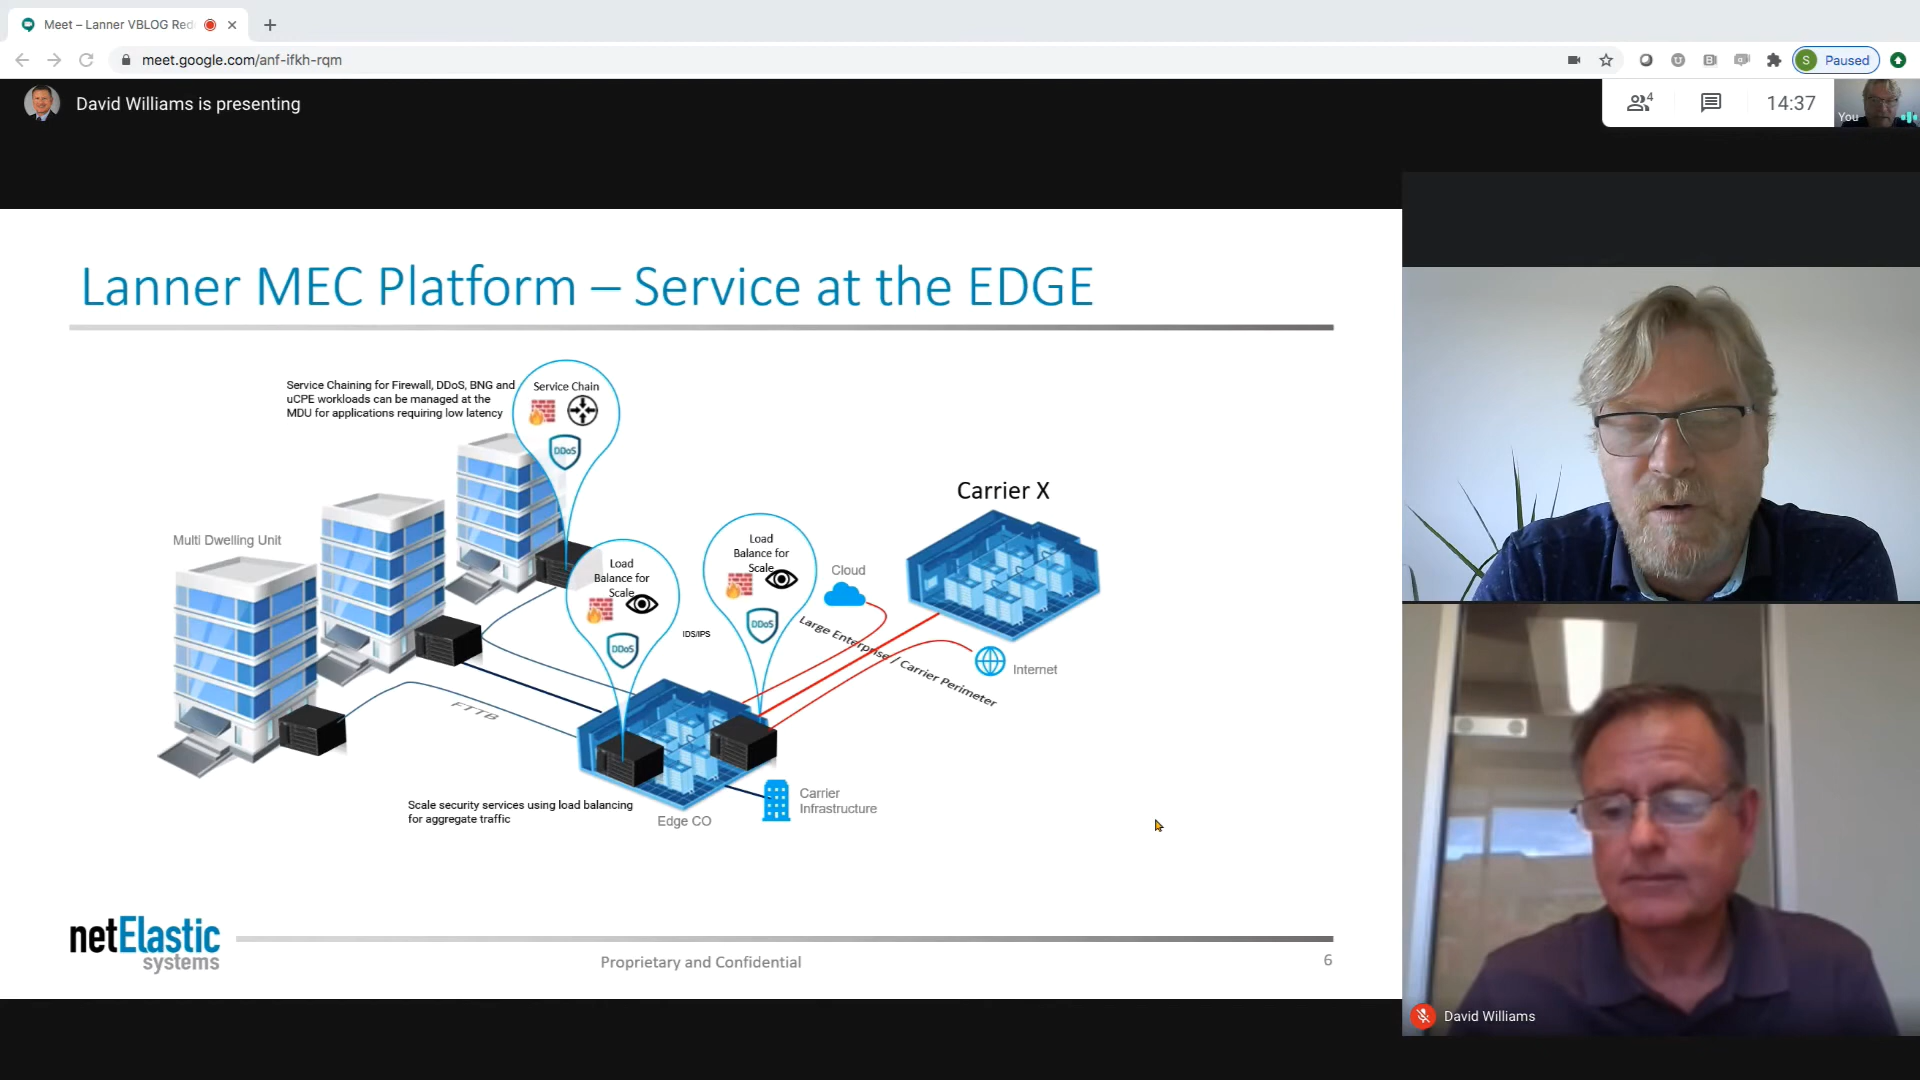 Meet – Lanner VBLOG Red
meet.google.com/anf-ifkh-rqm
S Paused
David Williams is presenting
4
14:37
You
Lanner MEC Platform – Service at the EDGE
Service Chaining for Firewall, DDoS, BNG and
uCPE workloads can be managed at the
MDU for applications requiring low latency
Service Chain
DDoS
Carrier X
Multi Dwelling Unit
Load
Balance for
Scale
DDoS
IDS/IPS
Load
Balance for
Scale
DDoS
Cloud
Large Enterprise / Carrier Perimeter
Internet
FTTB
Scale security services using load balancing
for aggregate traffic
Edge CO
Carrier
Infrastructure
netElastic
systems
Proprietary and Confidential
6
David Williams